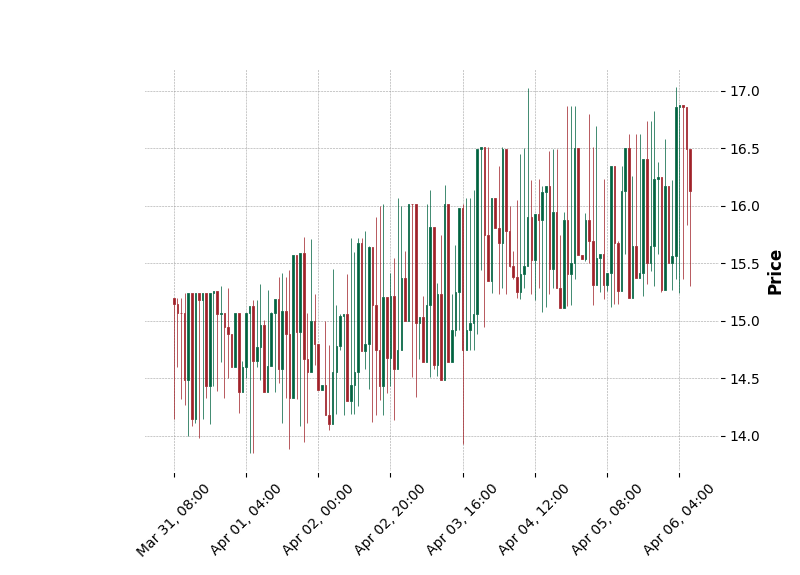 17.0
16.5
16.0
15.5
15.0
14.5
14.0
Price
Mar 31, 08:00
Apr 01, 04:00
Apr 02, 00:00
Apr 02, 20:00
Apr 03, 16:00
Apr 04, 12:00
Apr 05, 08:00
Apr 06, 04:00